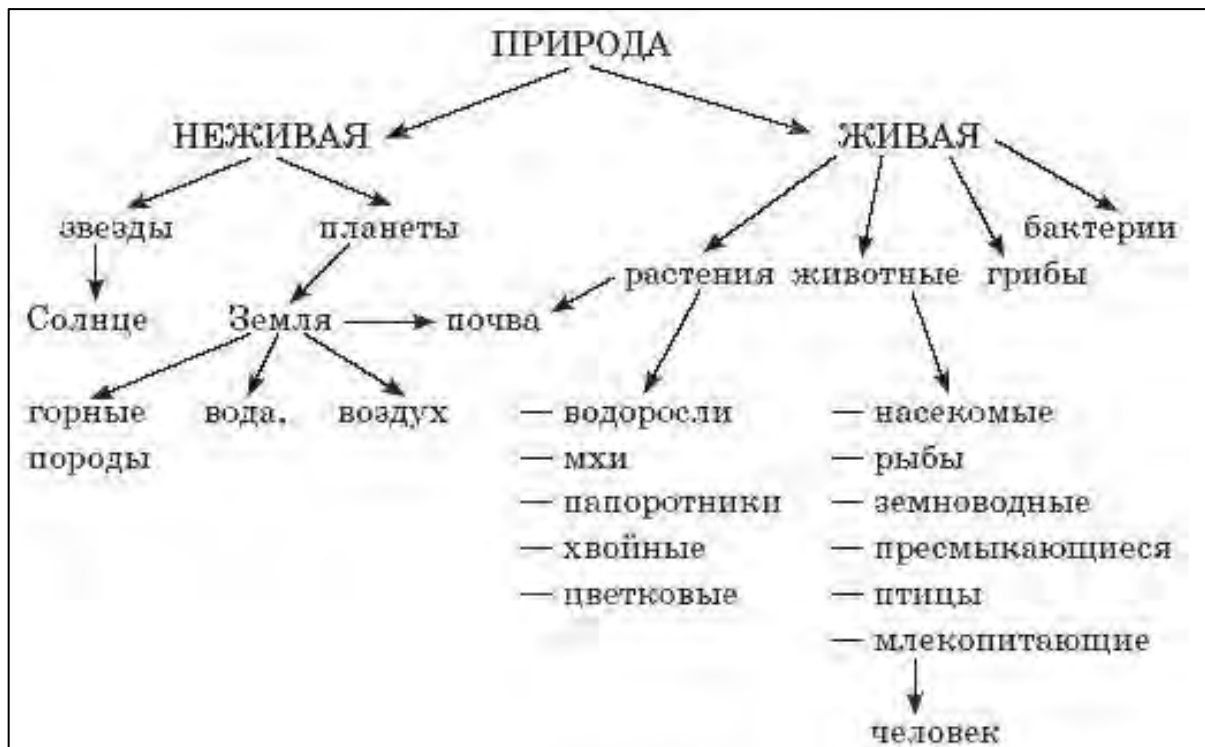 ПРИРОДА
НЕЖИВАЯ ЖИВАЯ
звезды планеты бактерии
растения животные грибы
Солнце Земля почва
горные вода, воздух — водоросли — насекомые
породы — мхи — рыбы
— папоротники — земноводные
— хвойные — пресмыкающиеся
— цветковые — птицы
— млекопитающие
человек